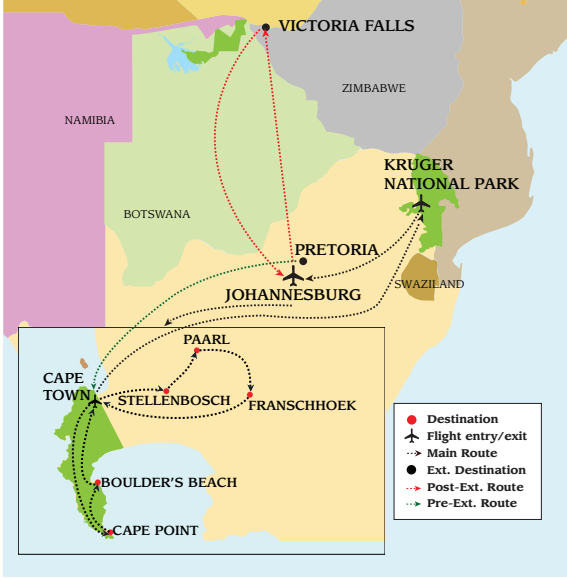 VICTORIA FALLS
ZIMBABWE
NAMIBIA
KRUGER
NATIONAL PARK
BOTSWANA
PRETORIA
SWAZILAND
JOHANNESBURG
PAARL
CAPE
TOWN
STELLENBOSCH
FRANSCHHOEK
BOULDER'S BEACH
CAPE POINT
Destination
Flight entry/exit
Main Route
Ext. Destination
Post-Ext. Route
Pre-Ext. Route